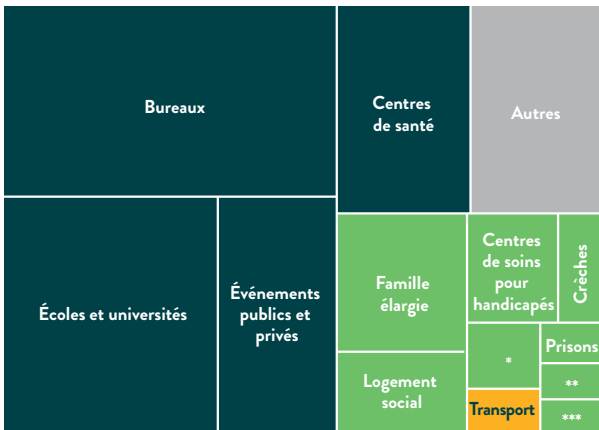 Bureaux
Centres
de santé
Autres
Écoles et universités
Événements
publics et
privés
Famille
élargie
Centres
de soins
pour
handicapés
Crèches
Logement
social
*
Prisons
**
Transport
***